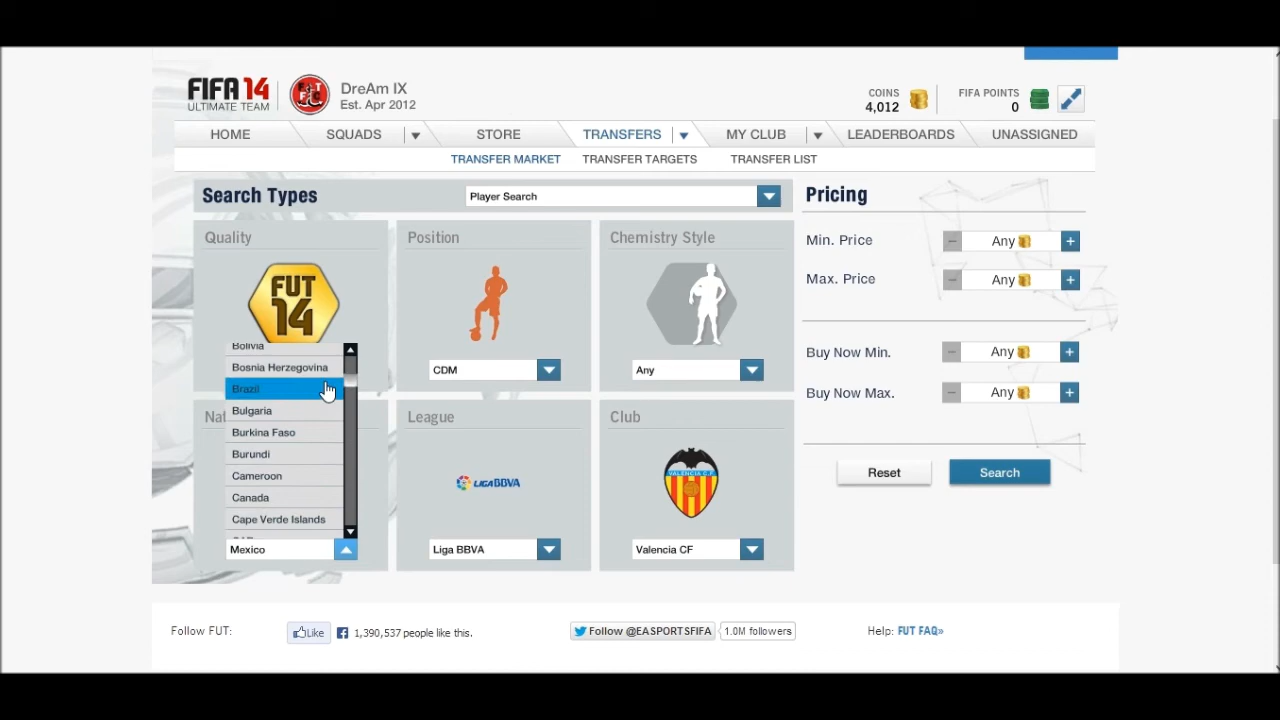 FIFA 14
ULTIMATE TEAM
DreAm IX
Est. Apr 2012
COINS
4,012
FIFA POINTS
0
HOME
SQUADS
STORE
TRANSFERS
MY CLUB
LEADERBOARDS
UNASSIGNED
TRANSFER MARKET
TRANSFER TARGETS
TRANSFER LIST
Search Types
Player Search
Pricing
Quality
FUT
14
Position
CDM
Chemistry Style
Any
Min. Price
Any
Max. Price
Any
Buy Now Min.
Any
Buy Now Max.
Any
Reset
Search
Bolivia
Bosnia Herzegovina
Brazil
Bulgaria
Burkina Faso
Burundi
Cameroon
Canada
Cape Verde Islands
Nat
Mexico
League
LIGA BBVA
Liga BBVA
Club
VALENCIA C.F.
Valencia CF
Follow FUT:
Like
1,390,537 people like this.
Follow @EASPORTSFIFA
1.0M followers
Help: FUT FAQ»